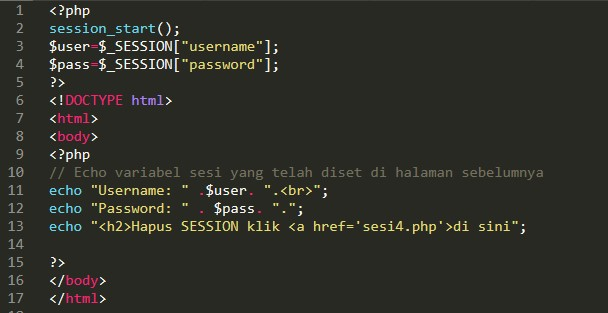 1 <?php
2 session_start();
3 $user=$_SESSION["username"];
4 $pass=$_SESSION["password"];
5 ?>
6 <!DOCTYPE html>
7 <html>
8 <body>
9 <?php
10 // Echo variabel sesi yang telah diset di halaman sebelumnya
11 echo "Username: " .$user. ".<br>";
12 echo "Password: " . $pass. ".";
13 echo "<h2>Hapus SESSION klik <a href='sesi4.php'>di sini";
14
15 ?>
16 </body>
17 </html>